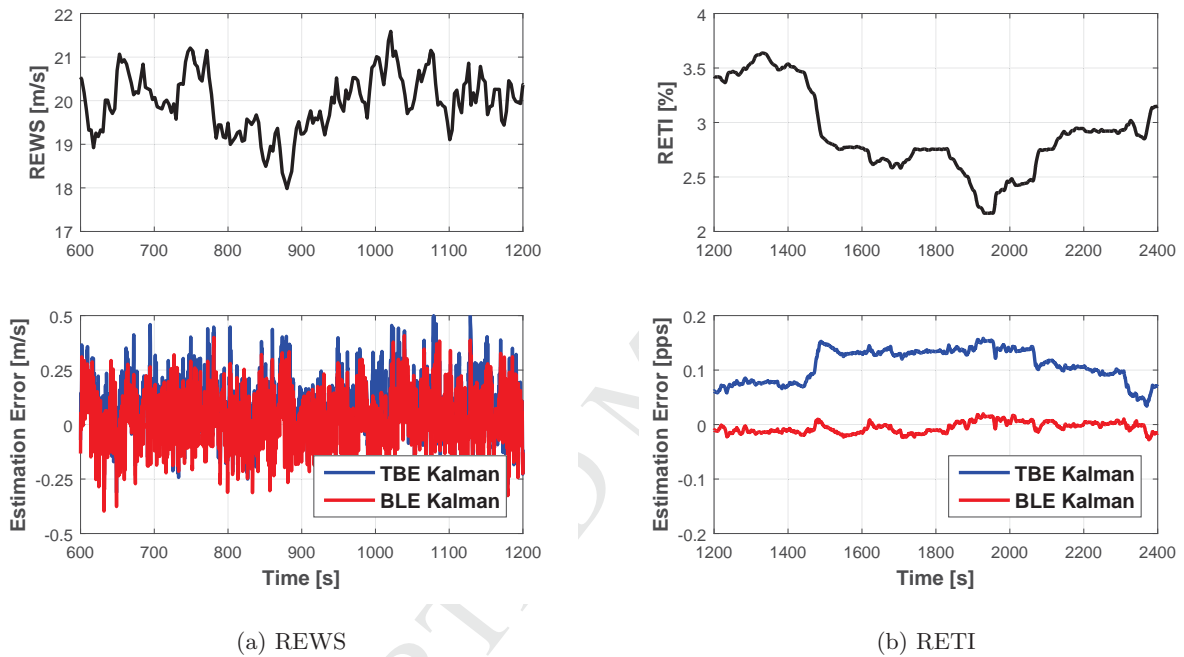 22
21
20
19
18
17
REWS [m/s]
600 700 800 900 1000 1100 1200
4
3.5
3
2.5
2
RETI [%]
1200 1400 1600 1800 2000 2200 2400
0.5
0.25
0
-0.25
-0.5
Estimation Error [m/s]
TBE Kalman
BLE Kalman
600 700 800 900 1000 1100 1200
Time [s]
0.2
0.1
0
-0.1
-0.2
Estimation Error [pps]
TBE Kalman
BLE Kalman
1200 1400 1600 1800 2000 2200 2400
Time [s]
(a) REWS
(b) RETI